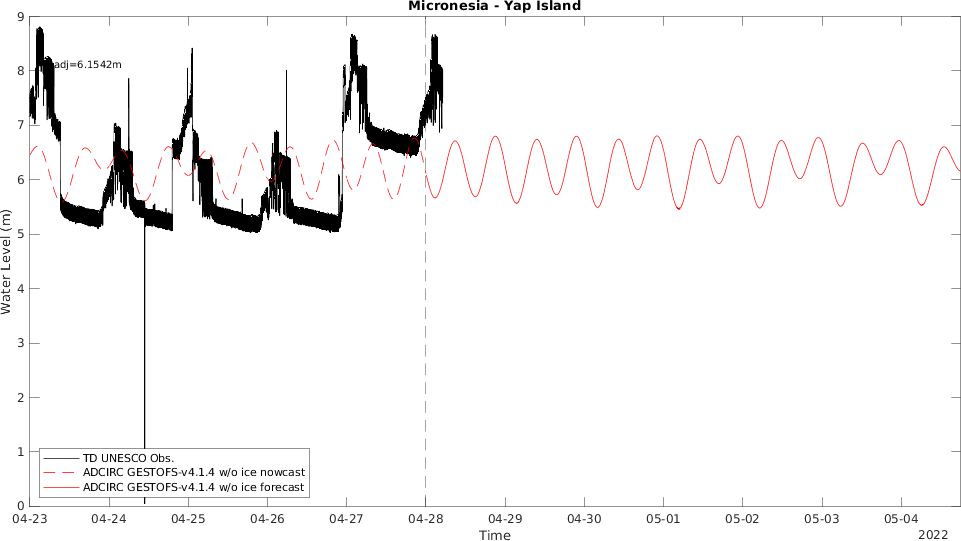 Micronesia - Yap Island
9
8
7
6
5
4
3
2
1
0
Water Level (m)
adj=6.1542m
TD UNESCO Obs.
ADCIRC GESTOFS-v4.1.4 w/o ice nowcast
ADCIRC GESTOFS-v4.1.4 w/o ice forecast
04-23 04-24 04-25 04-26 04-27 04-28 04-29 04-30 05-01 05-02 05-03 05-04
Time
2022